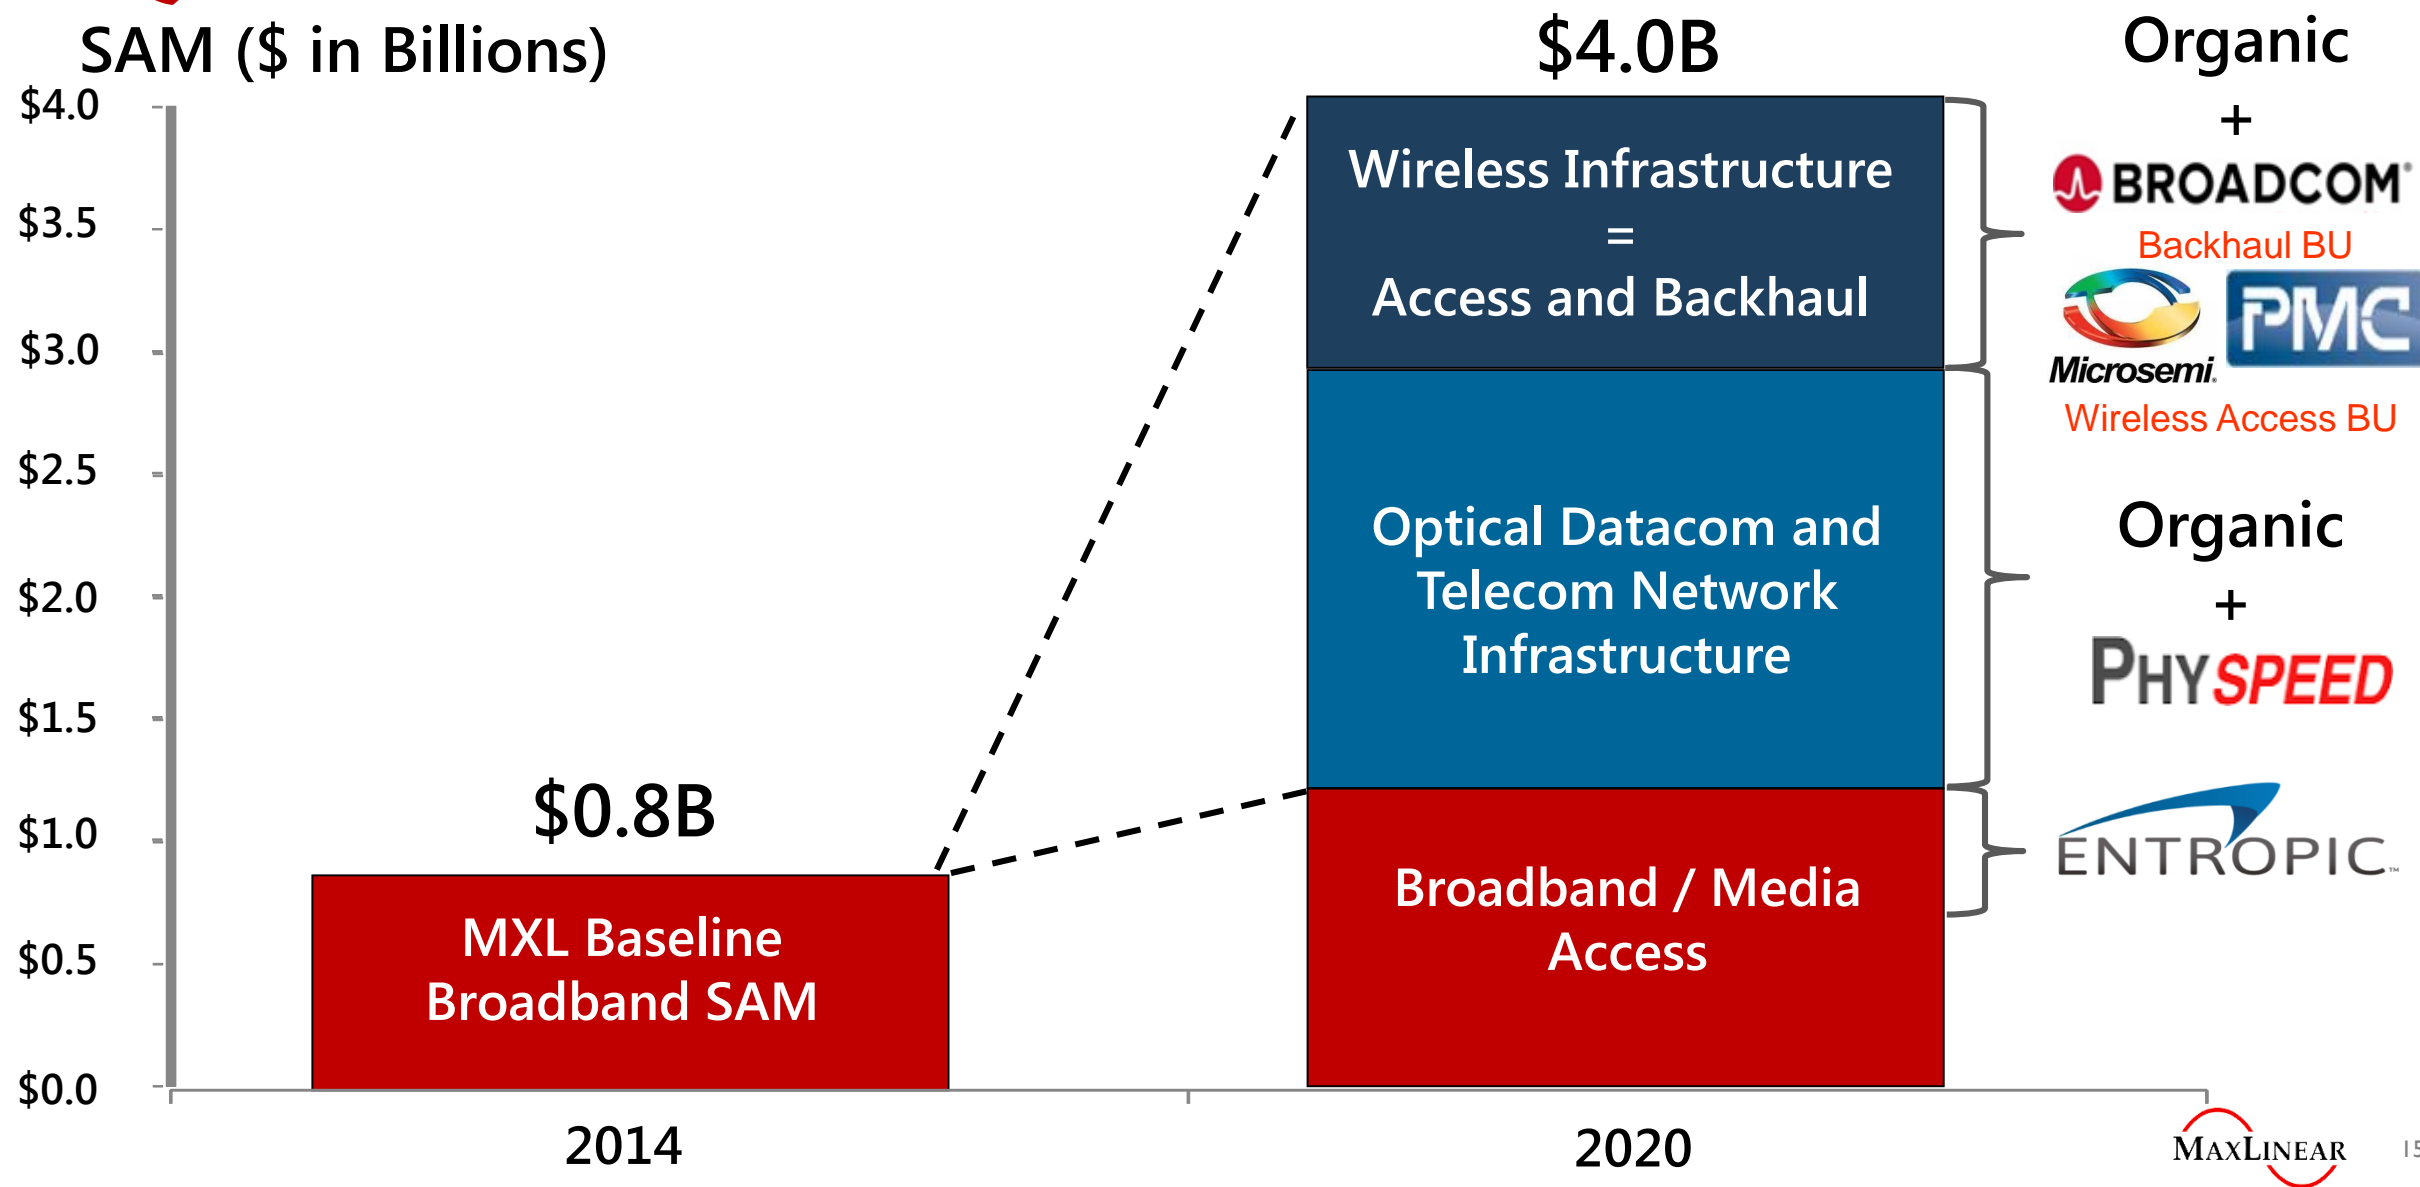 SAM ($ in Billions)
$4.0
$3.5
$3.0
$2.5
$2.0
$1.5
$1.0
$0.5
$0.0
$0.8B
MXL Baseline
Broadband SAM
2014
$4.0B
Wireless Infrastructure
=
Access and Backhaul
Optical Datacom and
Telecom Network
Infrastructure
Broadband / Media
Access
2020
Organic
+
BROADCOM®
Backhaul BU
Microsemi.
PMC
Wireless Access BU
Organic
+
PHYSPEED
ENTROPIC™
MAXLINEAR
15